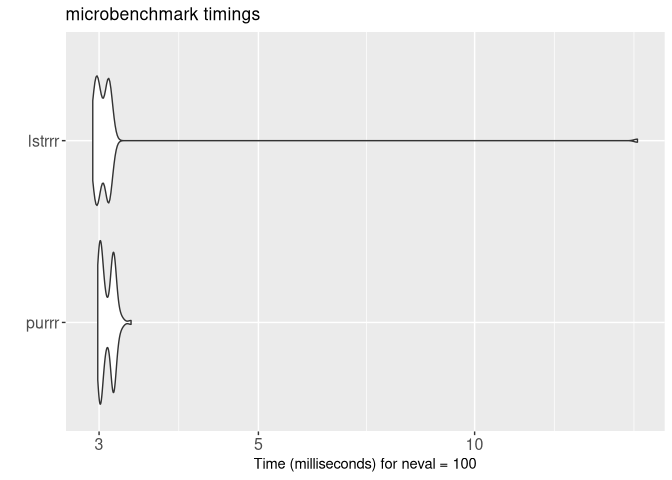 microbenchmark timings
lstrrr
purrr
3
5
10
Time (milliseconds) for neval = 100